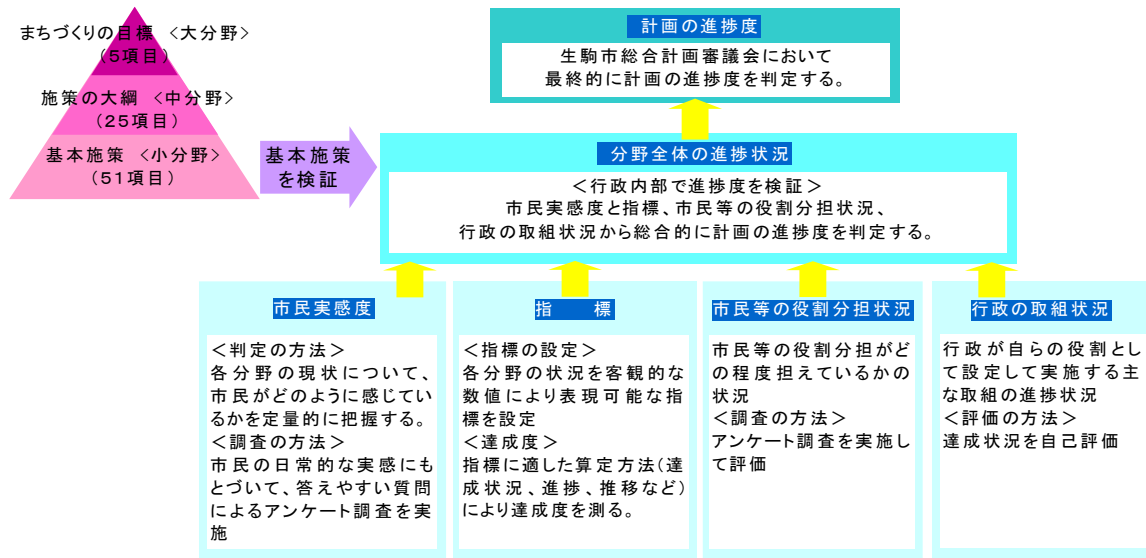 まちづくりの目標 <大分野>
(5項目)
施策の大綱 <中分野>
(25項目)
基本施策 <小分野>
(51項目)
基本施策
を検証
計画の進捗度
生駒市総合計画審議会において
最終的に計画の進捗度を判定する。
分野全体の進捗状況
<行政内部で進捗度を検証>
市民実感度と指標、市民等の役割分担状況、
行政の取組状況から総合的に計画の進捗度を判定する。
市民実感度
<判定の方法>
各分野の現状について、
市民がどのように感じてい
るかを定量的に把握する。
<調査の方法>
市民の日常的な実感にも
とづいて、答えやすい質問
によるアンケート調査を実
施
指 標
<指標の設定>
各分野の状況を客観的な
数値により表現可能な指
標を設定
<達成度>
指標に適した算定方法(達
成状況、進捗、推移など)
により達成度を測る。
市民等の役割分担状況
市民等の役割分担がど
の程度担えているかの
状況
<調査の方法>
アンケート調査を実施し
て評価
行政の取組状況
行政が自らの役割とし
て設定して実施する主
な取組の進捗状況
<評価の方法>
達成状況を自己評価